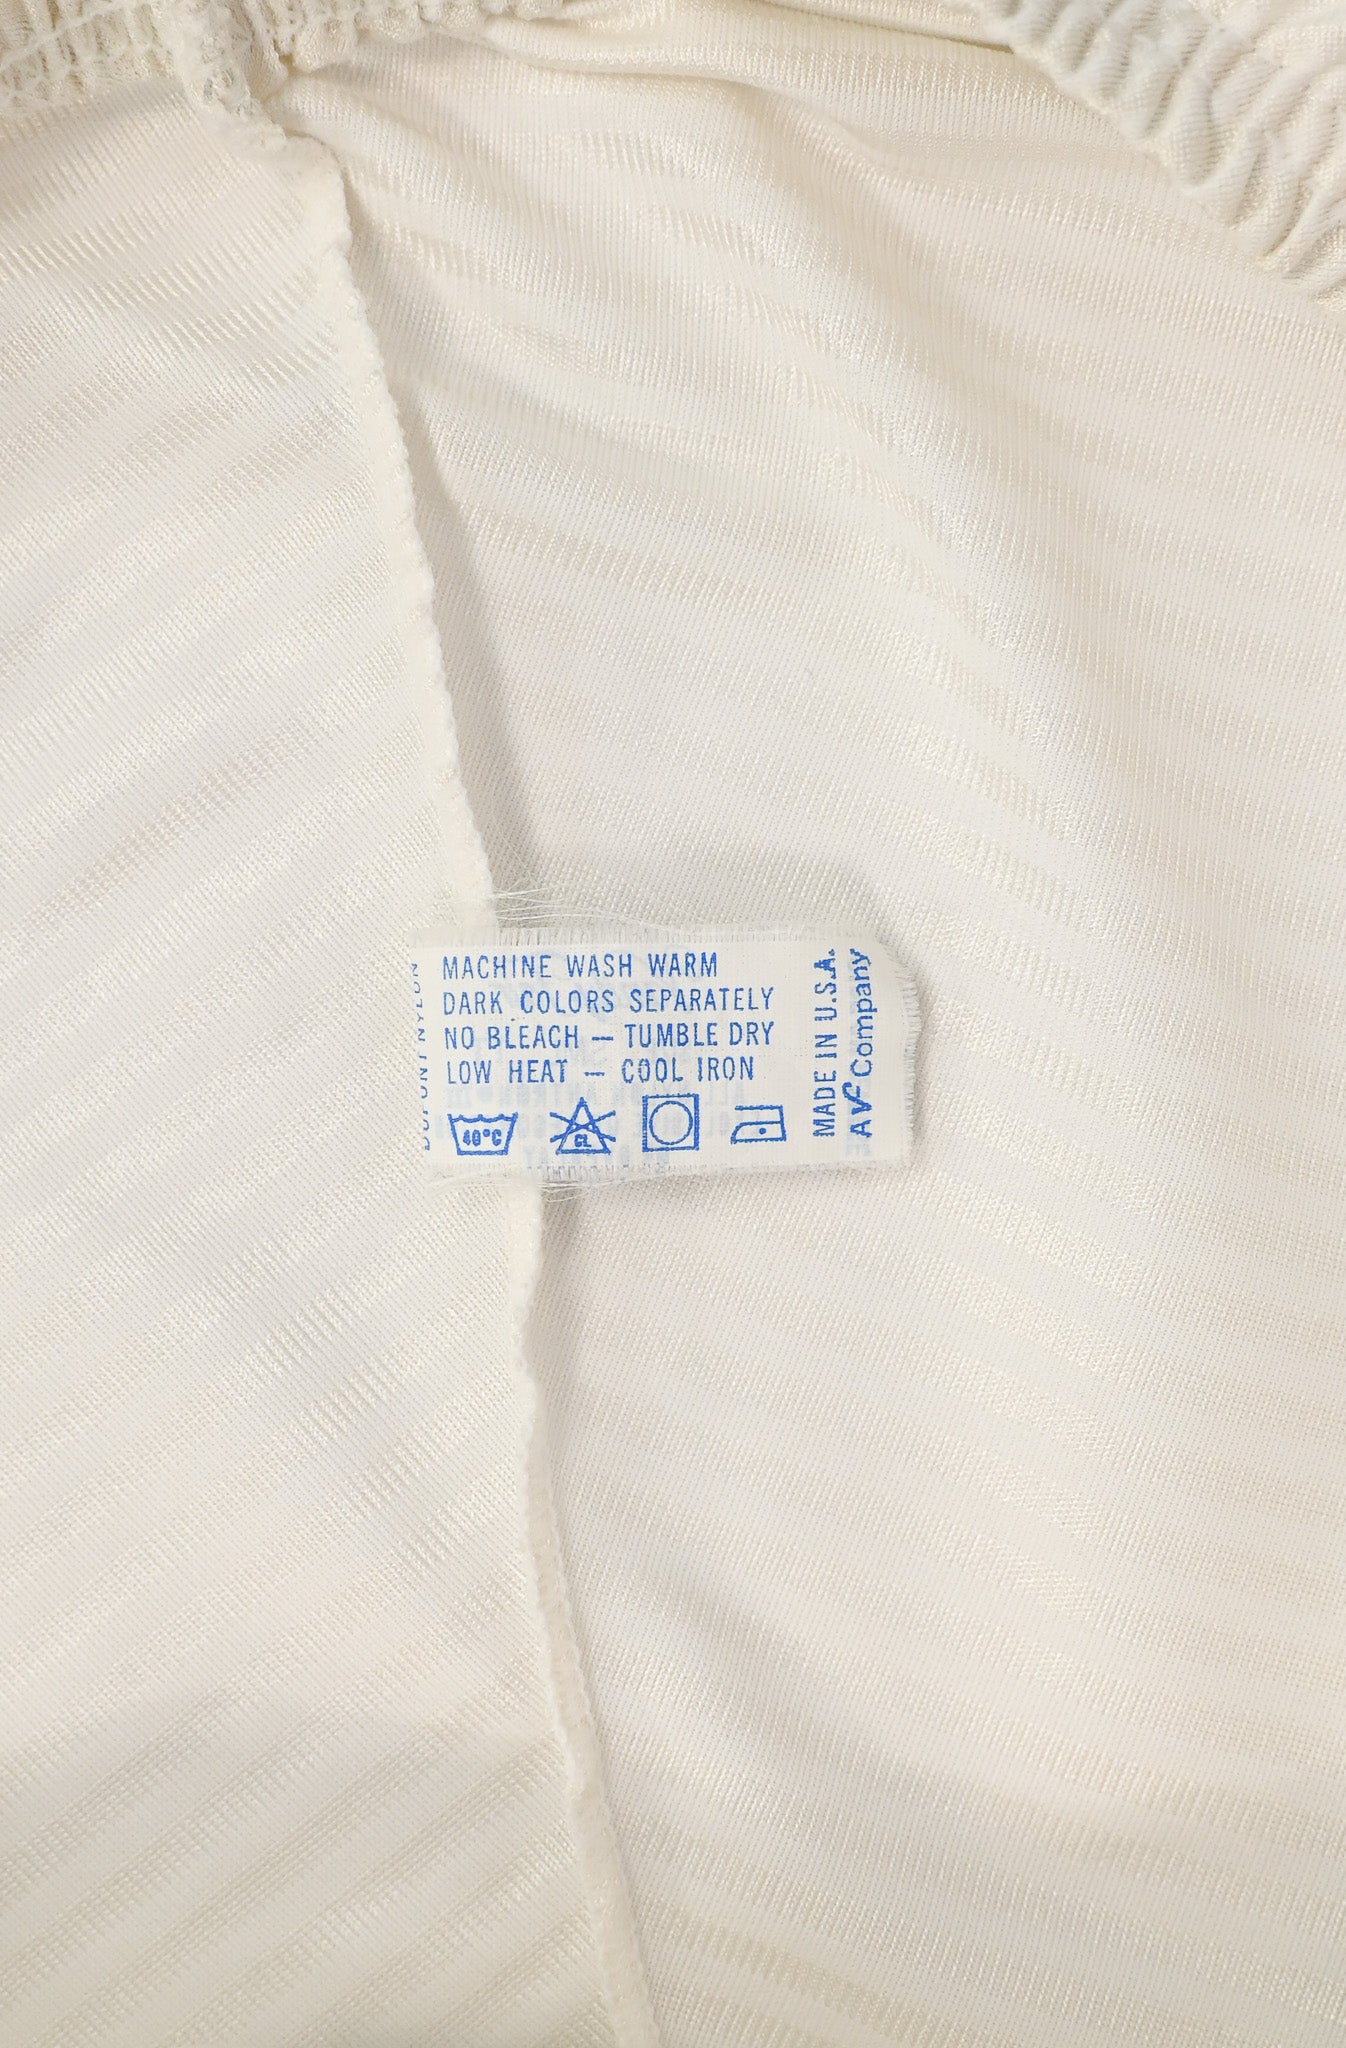 MACHINE WASH WARM
DARK COLORS SEPARATELY
NO BLEACH – TUMBLE DRY
LOW HEAT – COOL IRON
40°C
CL
MADE IN U.S.A.
AVF Company
DUPONT NYLON